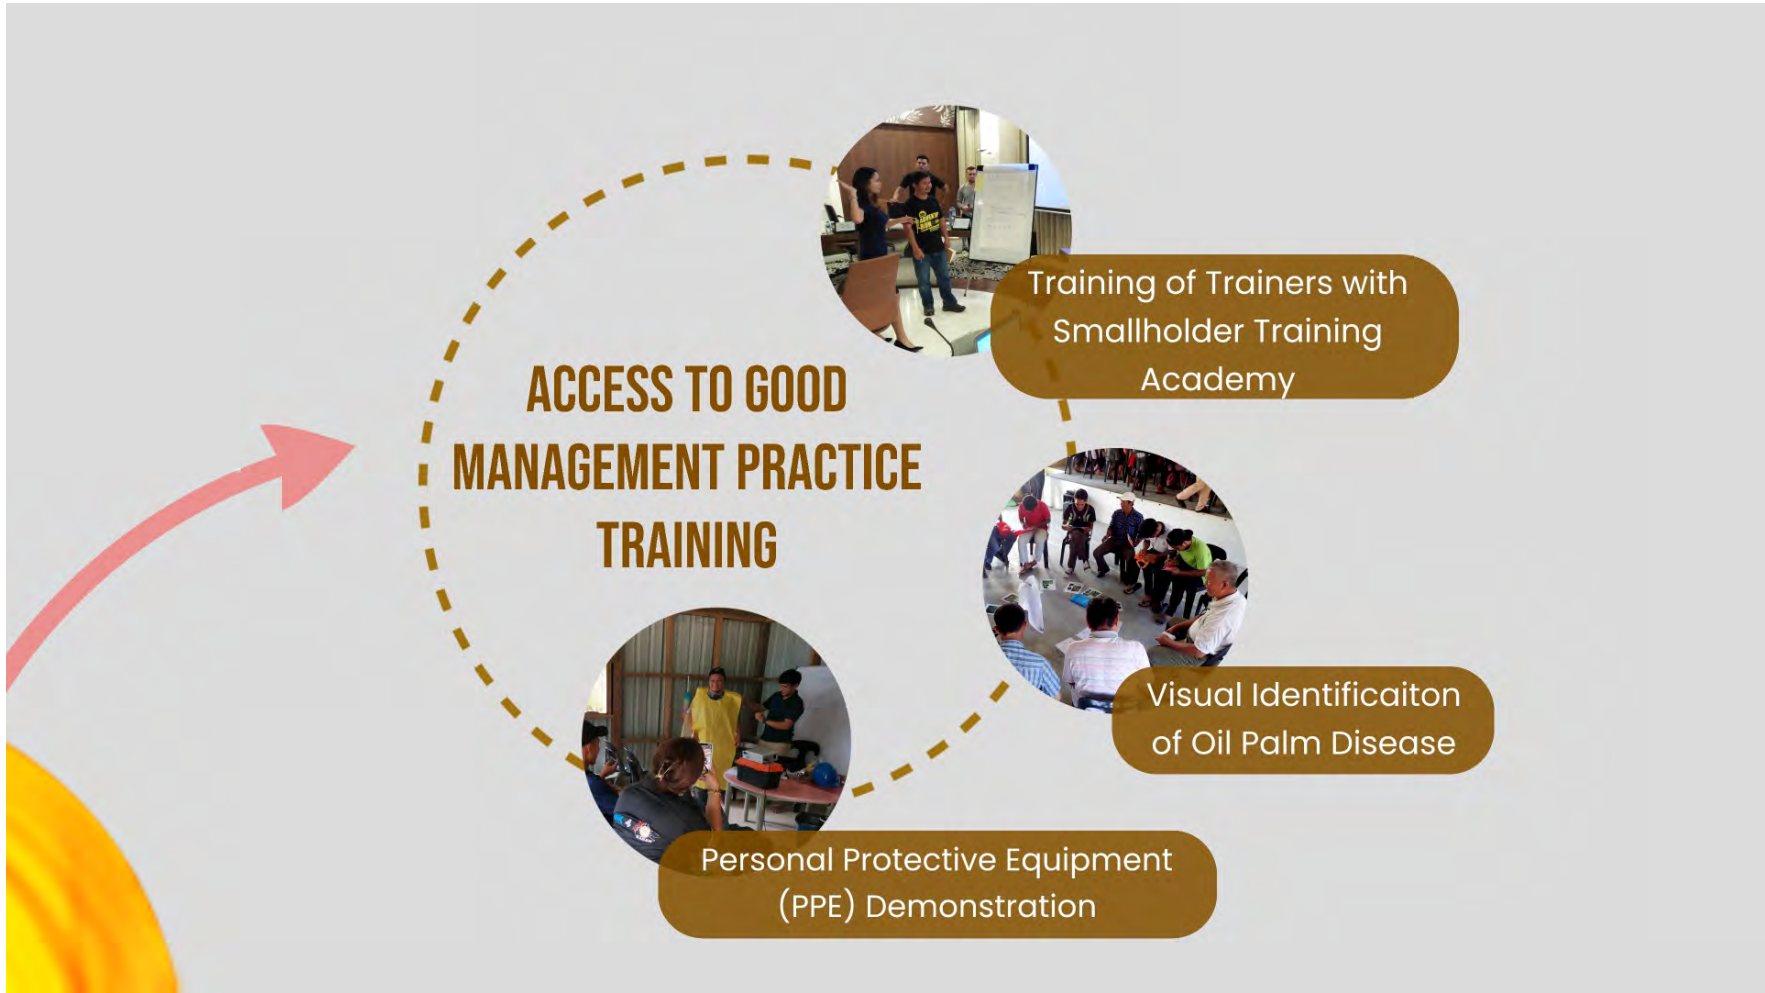 ACCESS TO GOOD
MANAGEMENT PRACTICE
TRAINING
Training of Trainers with
Smallholder Training
Academy
Visual Identificaiton
of Oil Palm Disease
Personal Protective Equipment
(PPE) Demonstration